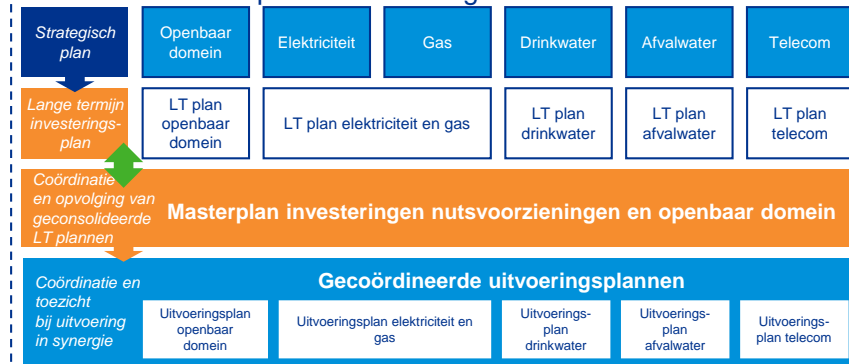 Strategisch
plan
Openbaar
domein
Elektriciteit
Gas
Drinkwater
Afvalwater
Telecom
Lange termijn
investerings-
plan
LT plan
openbaar
domein
LT plan elektriciteit en gas
LT plan
drinkwater
LT plan
afvalwater
LT plan
telecom
Coördinatie
en opvolging van
geconsolideerde
LT plannen
Masterplan investeringen nutsvoorzieningen en openbaar domein
Coördinatie en
toezicht
bij uitvoering
in synergie
Gecoördineerde uitvoeringsplannen
Uitvoeringsplan
openbaar
domein
Uitvoeringsplan elektriciteit en
gas
Uitvoerings-
plan
drinkwater
Uitvoerings-
plan
afvalwater
Uitvoerings-
plan telecom